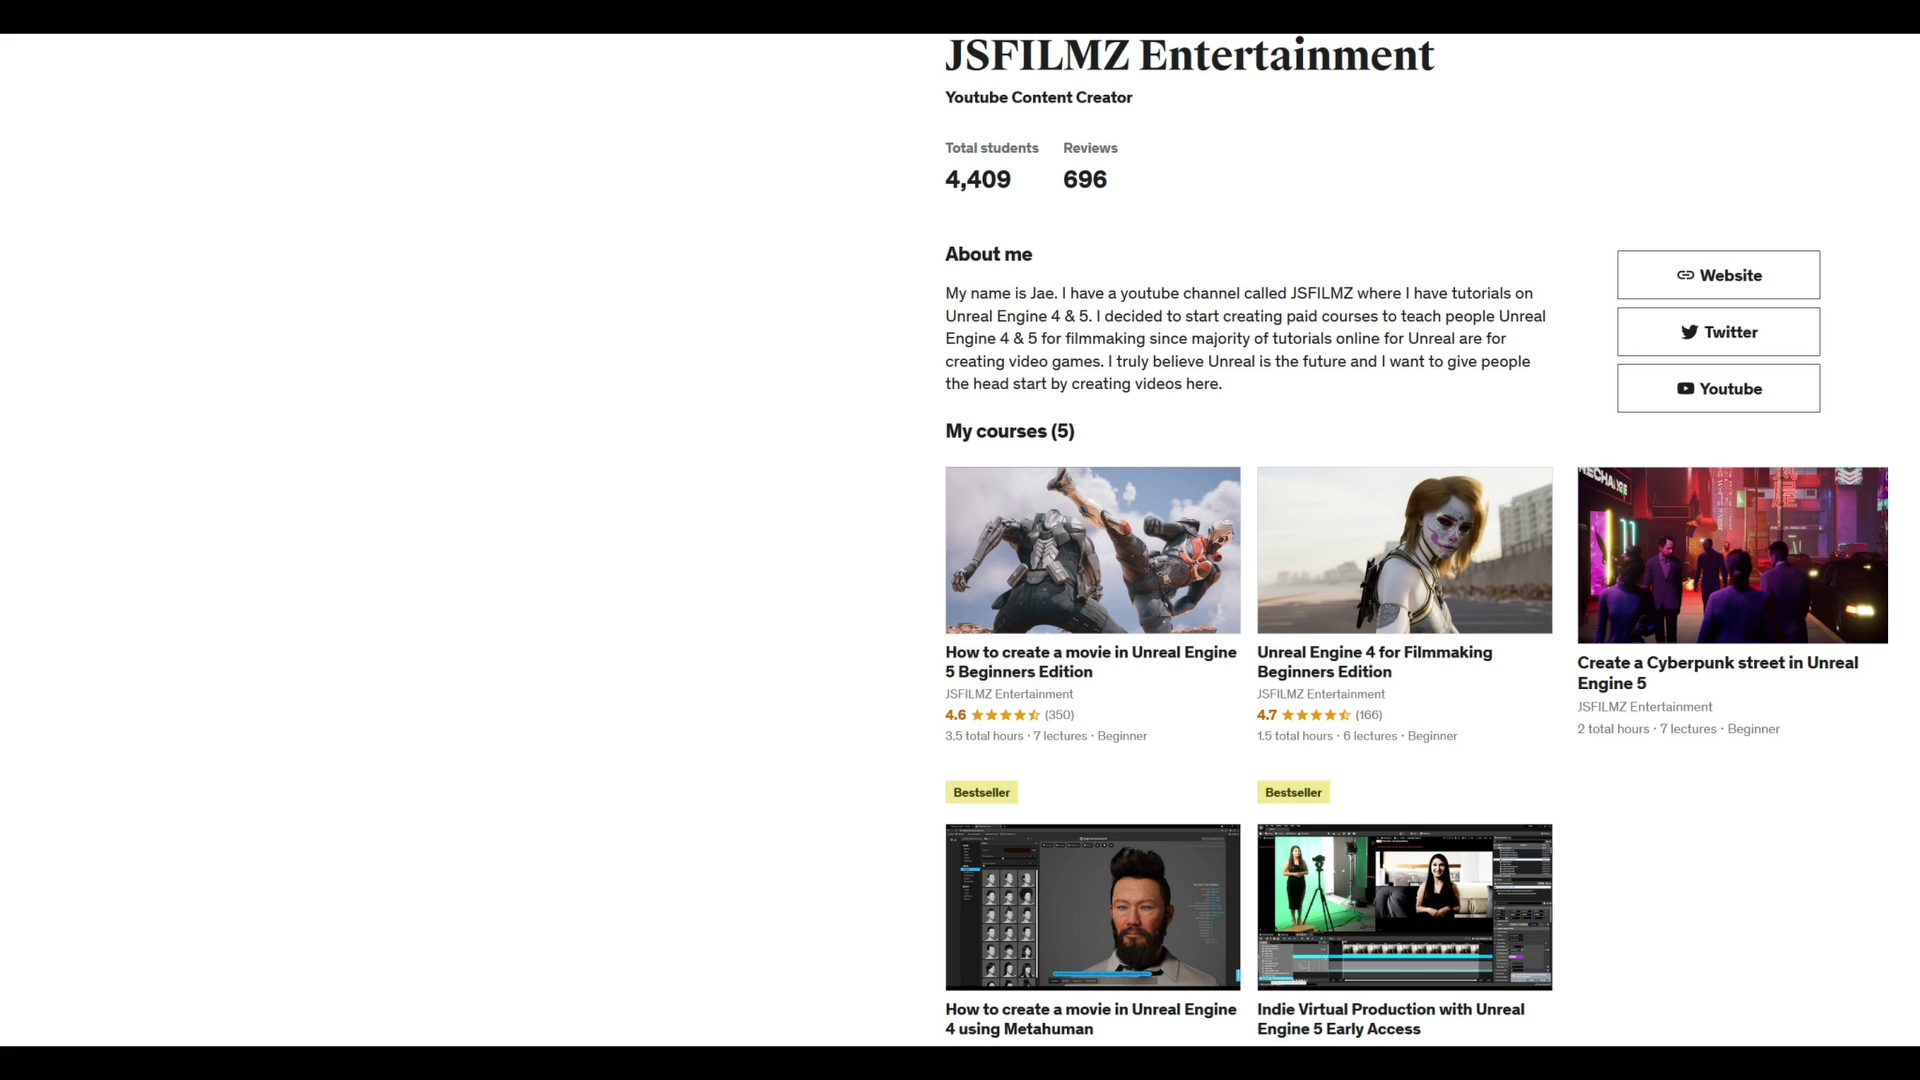 JSFILMZ Entertainment
Youtube Content Creator
Total students
Reviews
4,409
696
About me
My name is Jae. I have a youtube channel called JSFILMZ where I have tutorials on
Unreal Engine 4 & 5. I decided to start creating paid courses to teach people Unreal
Engine 4 & 5 for filmmaking since majority of tutorials online for Unreal are for
creating video games. I truly believe Unreal is the future and I want to give people
the head start by creating videos here.
Website
Twitter
Youtube
My courses (5)
How to create a movie in Unreal Engine
5 Beginners Edition
JSFILMZ Entertainment
4.6 (350)
3.5 total hours · 7 lectures · Beginner
Bestseller
Unreal Engine 4 for Filmmaking
Beginners Edition
JSFILMZ Entertainment
4.7 (166)
1.5 total hours · 6 lectures · Beginner
Bestseller
Create a Cyberpunk street in Unreal
Engine 5
JSFILMZ Entertainment
2 total hours · 7 lectures · Beginner
How to create a movie in Unreal Engine
4 using Metahuman
Indie Virtual Production with Unreal
Engine 5 Early Access